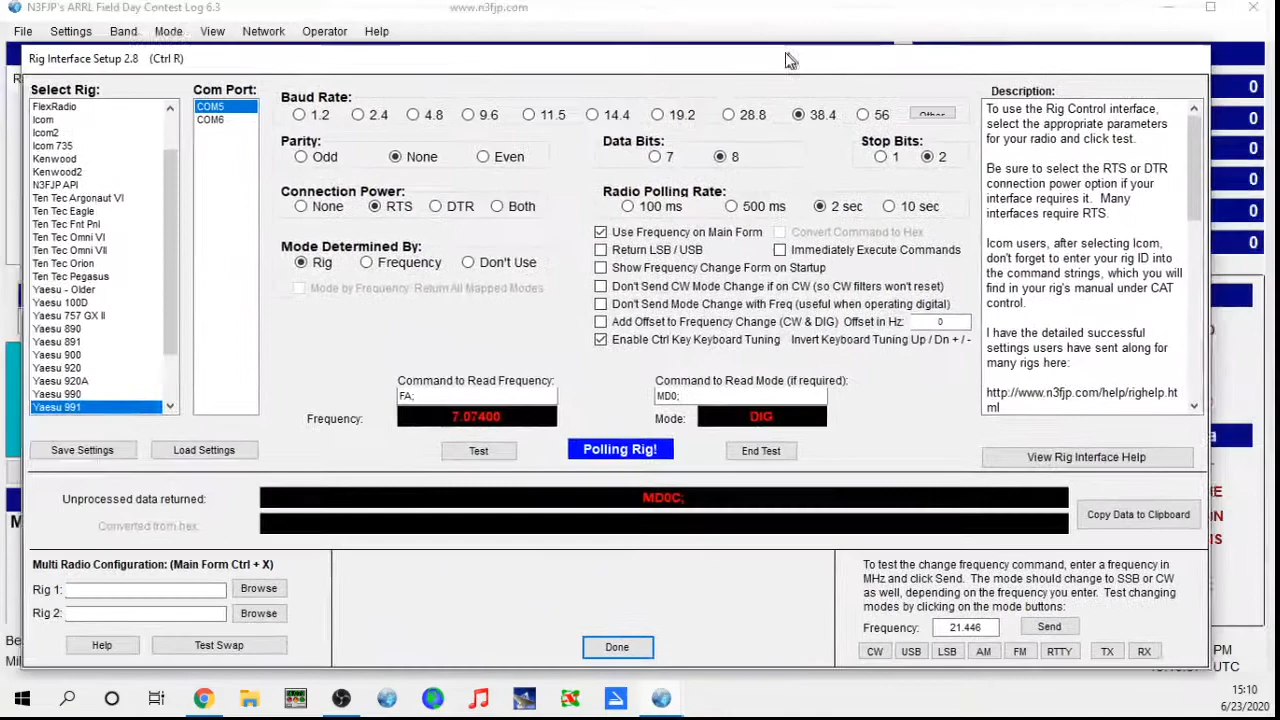 N3FJP's ARRL Field Day Contest Log 6.3
www.n3fjp.com
File Settings Band Mode View Network Operator Help
Rig Interface Setup 2.8 (Ctrl R)
Select Rig:
FlexRadio
Icom
Icom2
Icom 735
Kenwood
Kenwood2
N3FJP API
Ten Tec Argonaut VI
Ten Tec Eagle
Ten Tec Fnt Pnl
Ten Tec Omni VI
Ten Tec Omni VII
Ten Tec Orion
Ten Tec Pegasus
Yaesu - Older
Yaesu 100D
Yaesu 757 GX II
Yaesu 890
Yaesu 891
Yaesu 900
Yaesu 920
Yaesu 920A
Yaesu 990
Yaesu 991
Com Port:
COM5
COM6
Baud Rate:
1.2 2.4 4.8 9.6 11.5 14.4 19.2 28.8 38.4 56 Other
Parity:
Odd None Even
Data Bits:
7 8
Stop Bits:
1 2
Connection Power:
None RTS DTR Both
Radio Polling Rate:
100 ms 500 ms 2 sec 10 sec
Mode Determined By:
Rig Frequency Don't Use
Mode by Frequency: Return All Mapped Modes
Use Frequency on Main Form Convert Command to Hex
Return LSB / USB Immediately Execute Commands
Show Frequency Change Form on Startup
Don't Send CW Mode Change if on CW (so CW filters won't reset)
Don't Send Mode Change with Freq (useful when operating digital)
Add Offset to Frequency Change (CW & DIG) Offset in Hz: 0
Enable Ctrl Key Keyboard Tuning Invert Keyboard Tuning Up / Dn + / -
Command to Read Frequency:
FA;
Frequency: 7.07400
Command to Read Mode (if required):
MD0;
Mode: DIG
Description:
To use the Rig Control interface,
select the appropriate parameters
for your radio and click test.
Be sure to select the RTS or DTR
connection power option if your
interface requires it. Many
interfaces require RTS.
Icom users, after selecting Icom,
don't forget to enter your rig ID into
the command strings, which you will
find in your rig's manual under CAT
control.
I have the detailed successful
settings users have sent along for
many rigs here:
http://www.n3fjp.com/help/righelp.ht
ml
0
0
0
0
0
Save Settings Load Settings Test Polling Rig! End Test View Rig Interface Help
Unprocessed data returned: MD0C;
Converted from hex:
Copy Data to Clipboard
Multi Radio Configuration: (Main Form Ctrl + X)
Rig 1: Browse
Rig 2: Browse
Help Test Swap
Done
To test the change frequency command, enter a frequency in
MHz and click Send. The mode should change to SSB or CW
as well, depending on the frequency you enter. Test changing
modes by clicking on the mode buttons:
Frequency: 21.446 Send
CW USB LSB AM FM RTTY TX RX
PM
UTC
15:10
6/23/2020